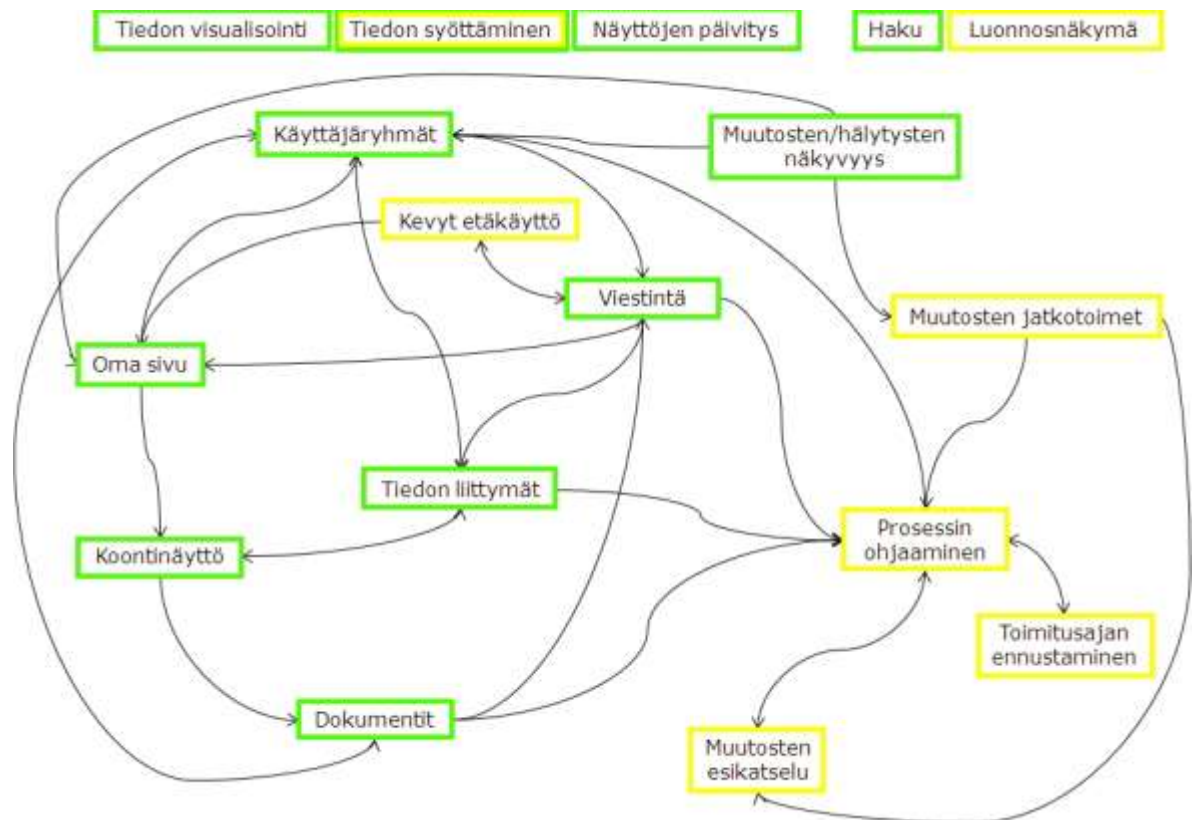 Tiedon visualisointi
Tiedon syöttäminen
Näyttöjen päivitys
Haku
Luonnosnäkymä
Käyttäjäryhmät
Muutosten/hälytysten
näkyvyys
Kevyt etäkäyttö
Viestintä
Muutosten jatkotoimet
Oma sivu
Tiedon liittymät
Koontinäyttö
Prosessin
ohjaaminen
Toimitusajan
ennustaminen
Dokumentit
Muutosten
esikatselu